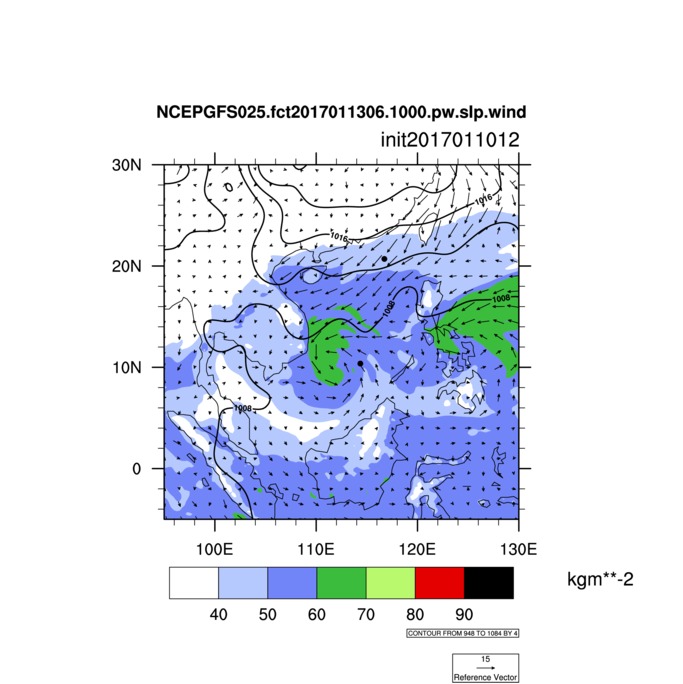 NCEPGFS025.fct2017011306.1000.pw.slp.wind
init2017011012
30N
1016
1016
20N
1008
1008
10N
1008
0
100E 110E 120E 130E
kgm**-2
40 50 60 70 80 90
CONTOUR FROM 948 TO 1084 BY 4
15
Reference Vector